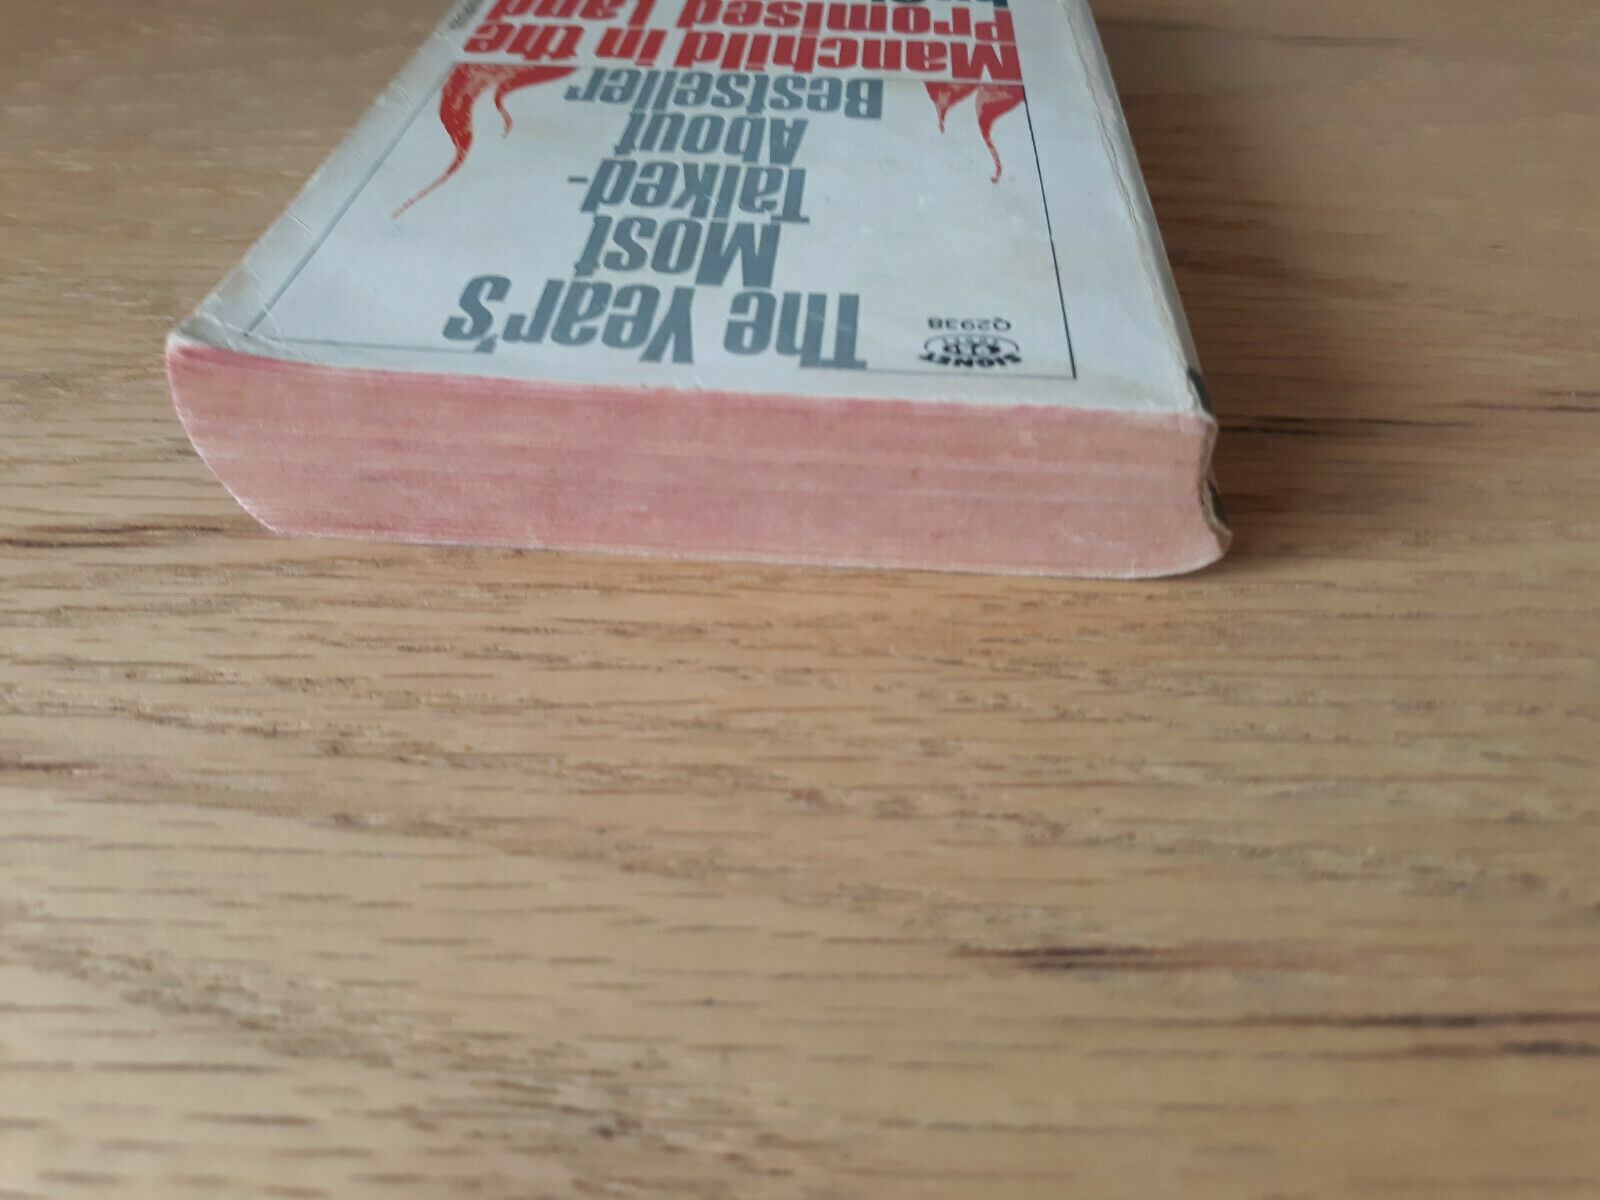 SIGNET
Q2938
The Year's
Most
Talked-
About
Bestseller
Manchild in the
Promised Land